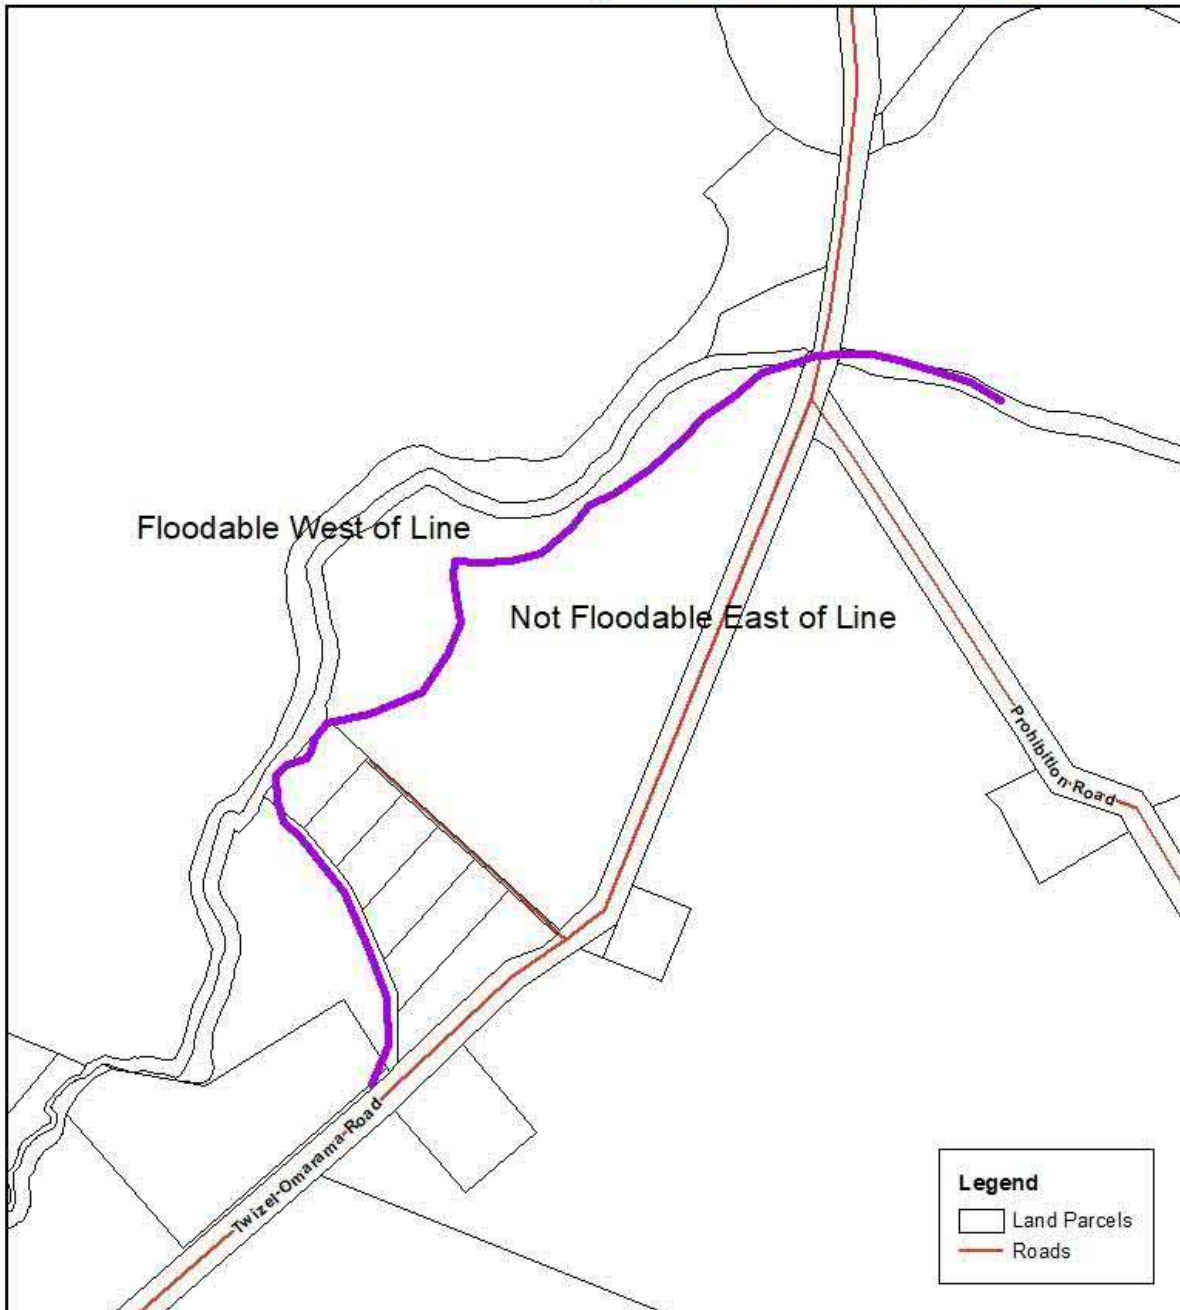 Floodable West of Line
Not Floodable East of Line
Prohibition Road
Twizel-Omarama-Road
Legend
Land Parcels
Roads